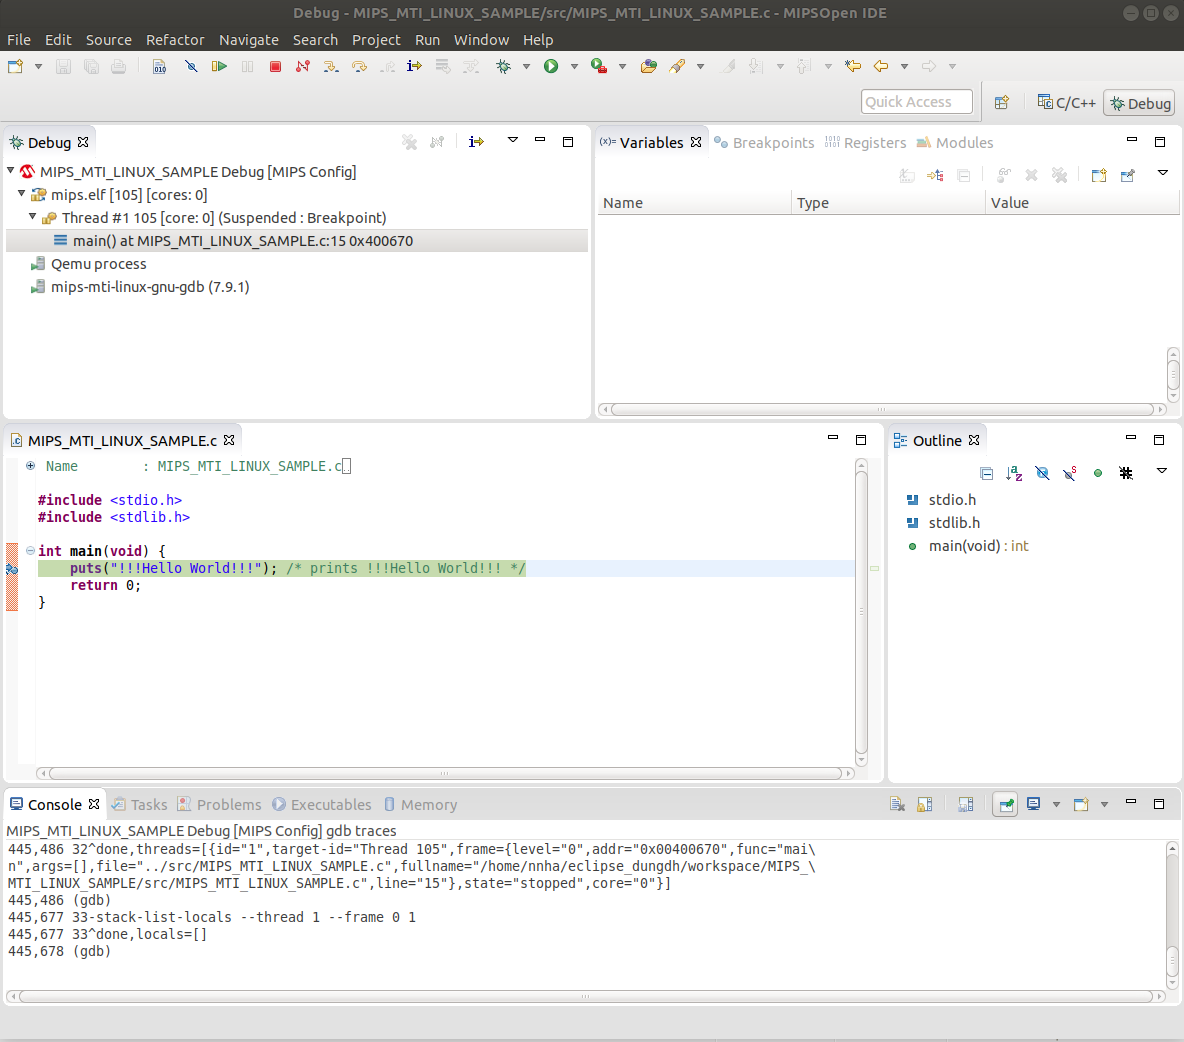 Debug - MIPS_MTI_LINUX_SAMPLE/src/MIPS_MTI_LINUX_SAMPLE.c - MIPSOpen IDE
File Edit Source Refactor Navigate Search Project Run Window Help
010
Quick Access C/C++ Debug
Debug
MIPS_MTI_LINUX_SAMPLE Debug [MIPS Config]
mips.elf [105] [cores: 0]
Thread #1 105 [core: 0] (Suspended : Breakpoint)
main() at MIPS_MTI_LINUX_SAMPLE.c:15 0x400670
Qemu process
mips-mti-linux-gnu-gdb (7.9.1)
(x)= Variables Breakpoints Registers Modules
Name Type Value
MIPS_MTI_LINUX_SAMPLE.c
Name : MIPS_MTI_LINUX_SAMPLE.c
#include <stdio.h>
#include <stdlib.h>
int main(void) {
puts("!!!Hello World!!!"); /* prints !!!Hello World!!! */
return 0;
}
Outline
stdio.h
stdlib.h
main(void) : int
Console Tasks Problems Executables Memory
MIPS_MTI_LINUX_SAMPLE Debug [MIPS Config] gdb traces
445,486 32^done,threads=[{id="1",target-id="Thread 105",frame={level="0",addr="0x00400670",func="mai\
n",args=[],file="../src/MIPS_MTI_LINUX_SAMPLE.c",fullname="/home/nnha/eclipse_dungdh/workspace/MIPS_\
MTI_LINUX_SAMPLE/src/MIPS_MTI_LINUX_SAMPLE.c",line="15"},state="stopped",core="0"}]
445,486 (gdb)
445,677 33-stack-list-locals --thread 1 --frame 0 1
445,677 33^done,locals=[]
445,678 (gdb)